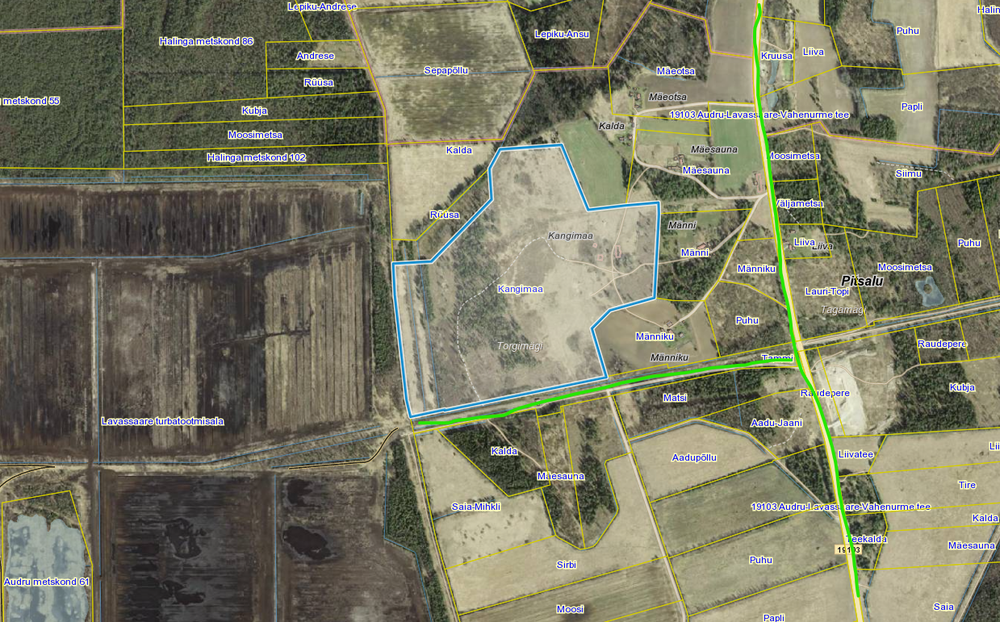 Lepiku-Andrese
Halinga metskond 86
Lepiku-Ansu
Puhu
Andrese
Kruusa
Liiva
Sepapõllu
Mäeotsa
Rüüsa
Mäeotsa
metskond 55
Kubja
Papli
19103 Audru-Lavassaare-Vahenurme tee
Kalda
Moosimetsa
Kalda
Mäesauna
Halinga metskond 102
Moosimetsa
Mäesauna
Siimu
Väljametsa
Rüüsa
Männi
Kangimaa
Liiva
Liiva
Puhu
Männi
Männiku
Moosimetsa
Pitsalu
Kangimaa
Lauri-Topi
Tagamägi
Puhu
Männiku
Raudepere
Torgimägi
Männiku
Tammi
Kubja
Raudepere
Matsi
Lavassaare turbatootmisala
Aadu-Jaani
Kalda
Aadupõllu
Liivatee
Mäesauna
Tire
Saia-Mihkli
19103 Audru-Lavassaare-Vahenurme tee
Kalda
Teekalda
Mäesauna
19103
Sirbi
Puhu
Audru metskond 61
Moosi
Saia
Papli